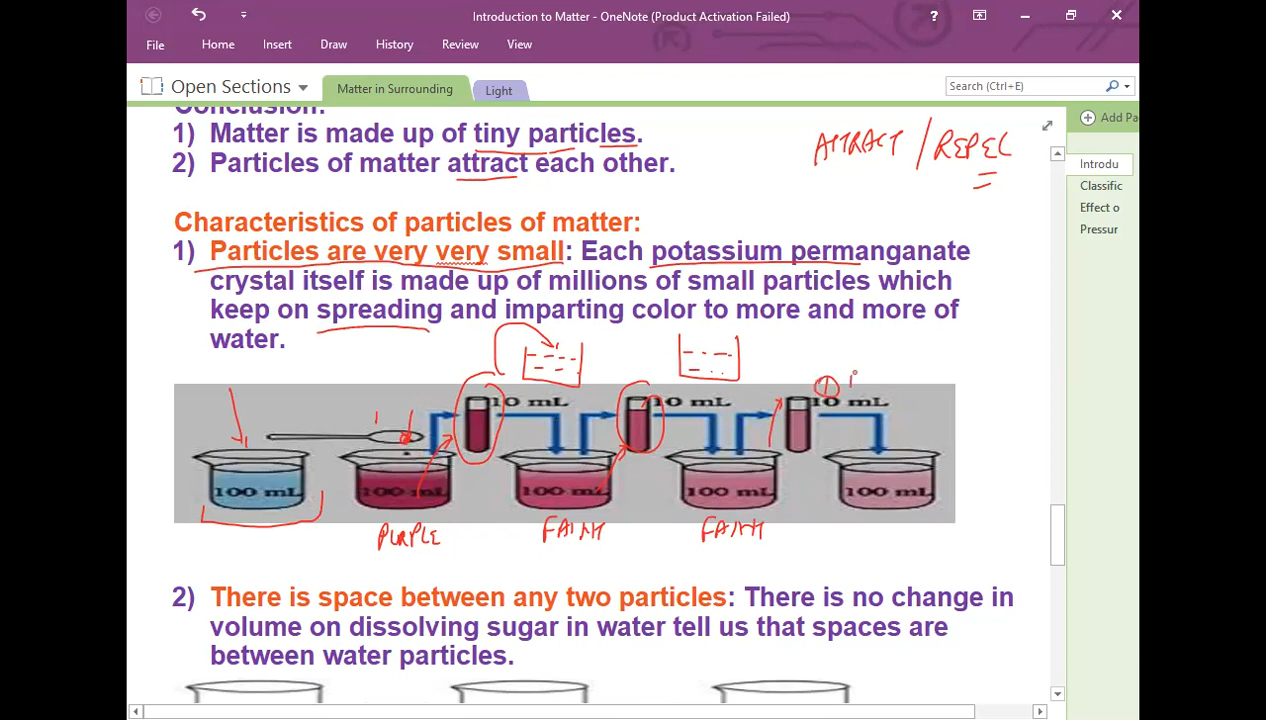 Introduction to Matter - OneNote (Product Activation Failed)
?
File Home Insert Draw History Review View
Open Sections Matter in Surrounding Light Search (Ctrl+E)
Conclusion:
1) Matter is made up of tiny particles.
2) Particles of matter attract each other.
ATTRACT / REPEL
Add Pa
Introdu
Classific
Effect o
Pressur
Characteristics of particles of matter:
1) Particles are very very small: Each potassium permanganate
crystal itself is made up of millions of small particles which
keep on spreading and imparting color to more and more of
water.
10 mL 10 mL 10 mL
100 mL 100 mL 100 mL 100 mL 100 mL
PURPLE FAINT FAINT
2) There is space between any two particles: There is no change in
volume on dissolving sugar in water tell us that spaces are
between water particles.